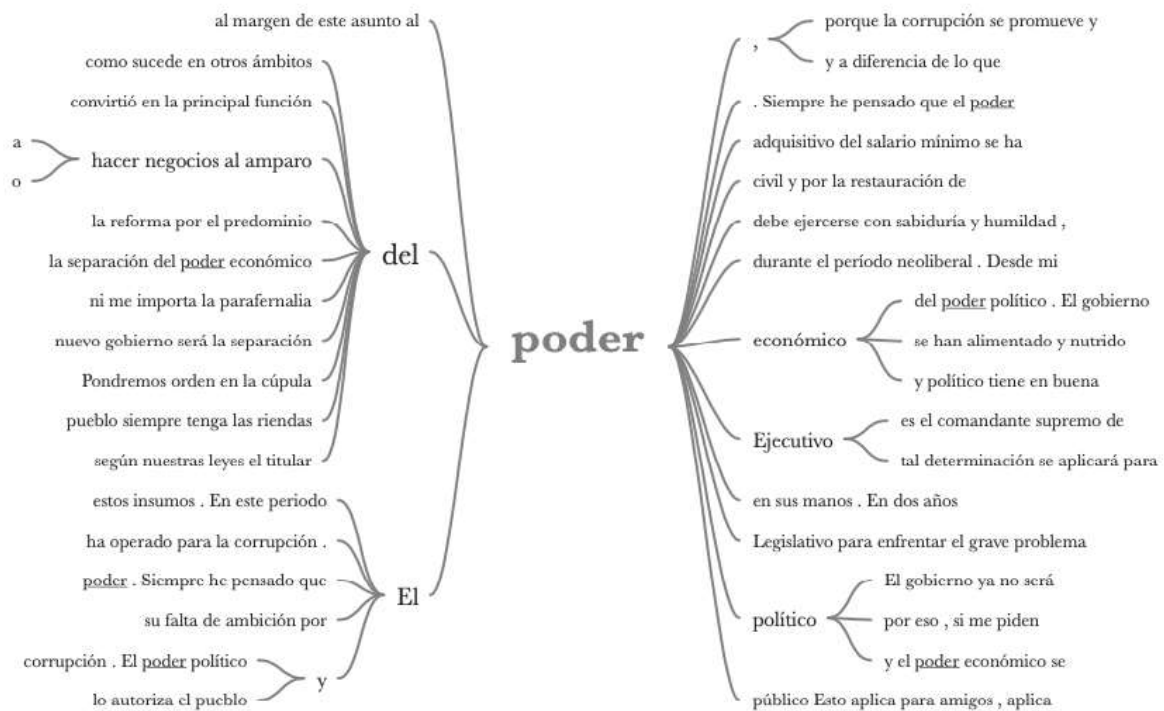 al margen de este asunto al
como sucede en otros ámbitos
convirtió en la principal función
a
o
hacer negocios al amparo
la reforma por el predominio
la separación del poder económico
ni me importa la parafernalia
nuevo gobierno será la separación
Pondremos orden en la cúpula
pueblo siempre tenga las riendas
según nuestras leyes el titular
del
estos insumos . En este periodo
ha operado para la corrupción .
poder . Siempre he pensado que
su falta de ambición por
corrupción . El poder político
lo autoriza el pueblo
y
El
poder
,
porque la corrupción se promueve y
y a diferencia de lo que
. Siempre he pensado que el poder
adquisitivo del salario mínimo se ha
civil y por la restauración de
debe ejercerse con sabiduría y humildad ,
durante el período neoliberal . Desde mi
económico
del poder político . El gobierno
se han alimentado y nutrido
y político tiene en buena
Ejecutivo
es el comandante supremo de
tal determinación se aplicará para
en sus manos . En dos años
Legislativo para enfrentar el grave problema
político
El gobierno ya no será
por eso , si me piden
y el poder económico se
público Esto aplica para amigos , aplica